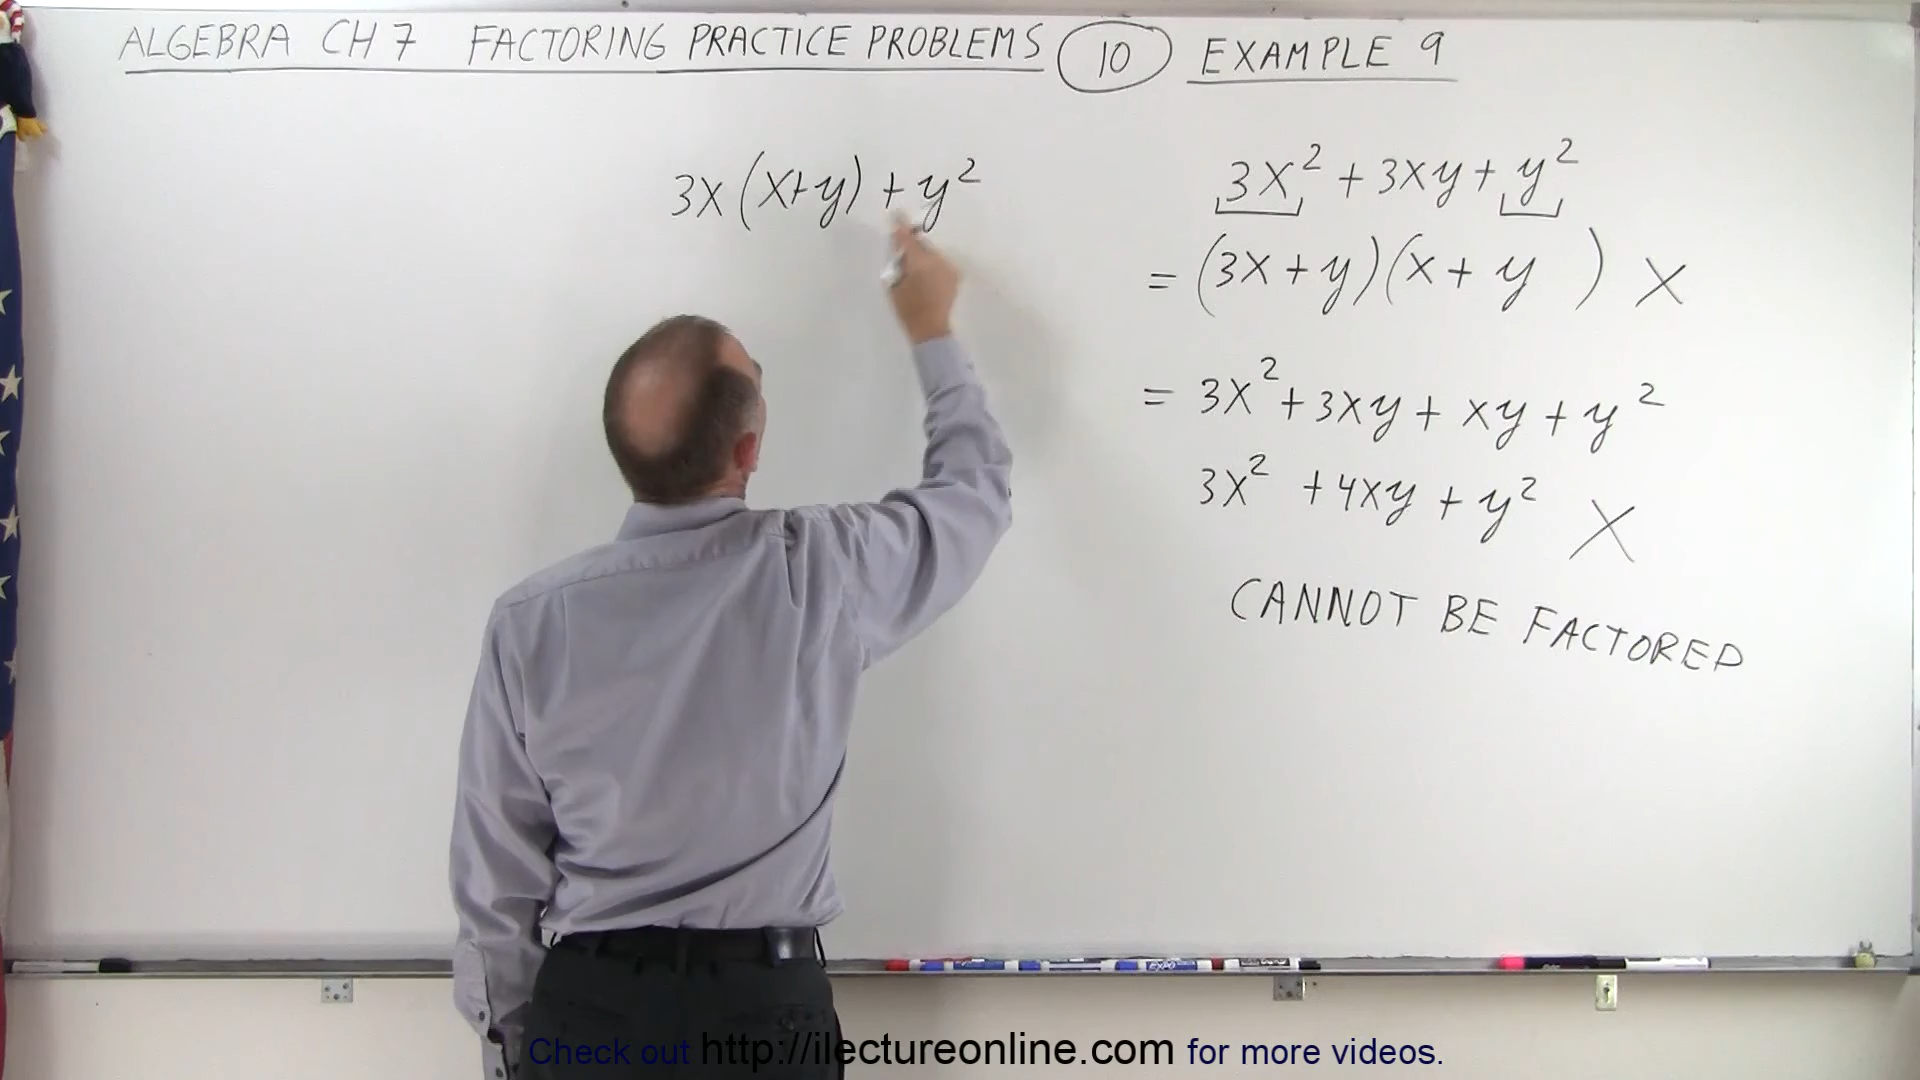 ALGEBRA CH 7 FACTORING PRACTICE PROBLEMS 10 EXAMPLE 9
3x(x+y)+y²
3x²+3xy+y²
=(3x+y)(x+y ) X
=3x²+3xy+xy+y²
3x²+4xy+y² X
CANNOT BE FACTORED
EXPO
Check out http://ilectureonline.com for more videos.